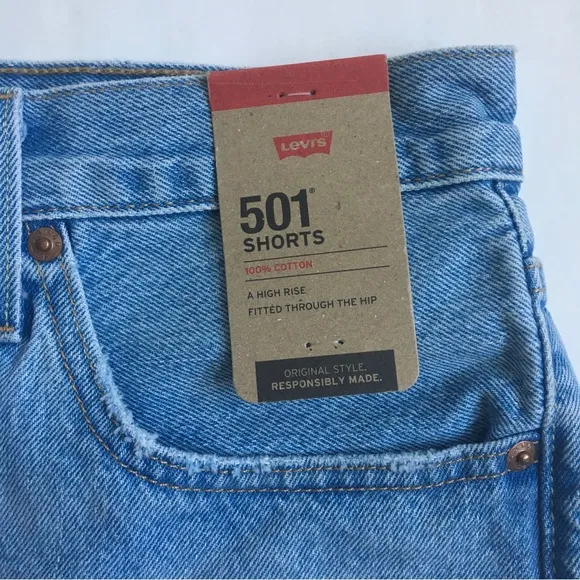 Levi's
501®
SHORTS
100% COTTON
A HIGH RISE
FITTED THROUGH THE HIP
ORIGINAL STYLE.
RESPONSIBLY MADE.